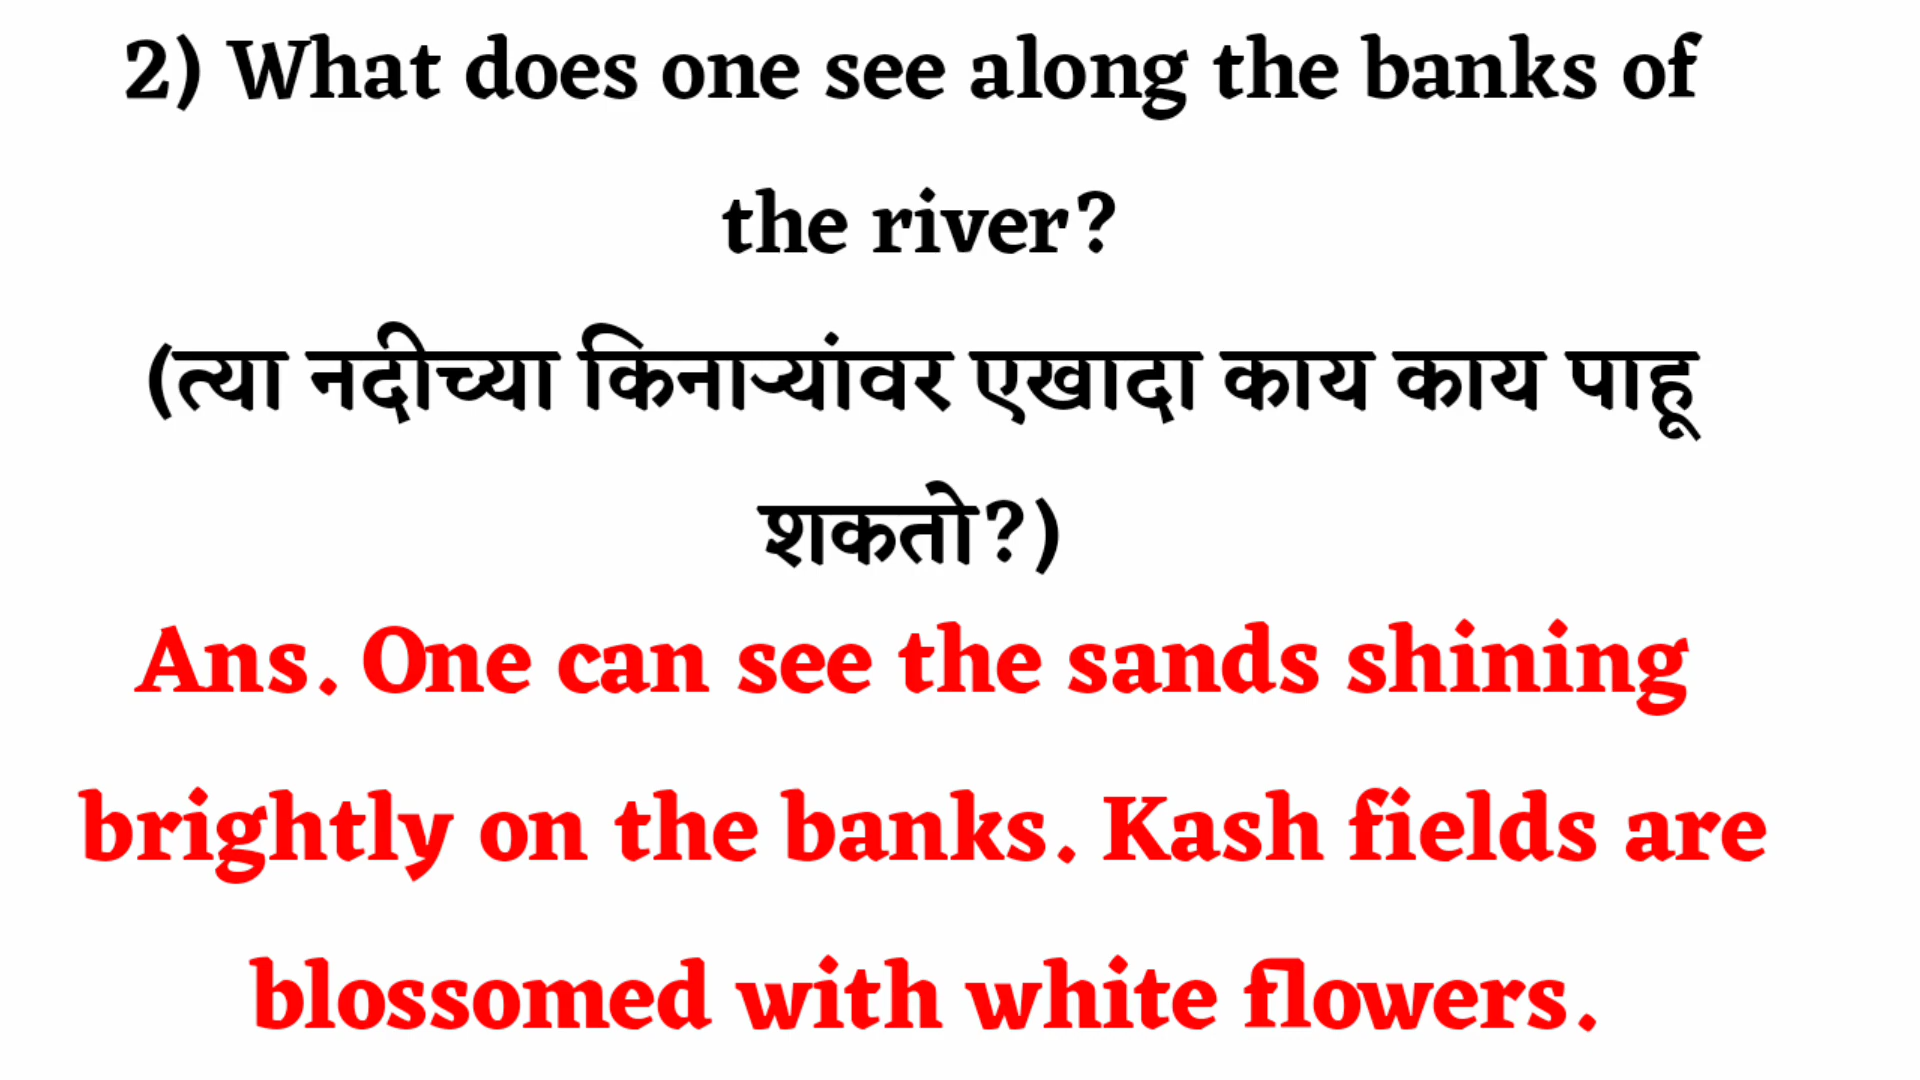 2) What does one see along the banks of
the river?
(त्या नदीच्या किनाऱ्यांवर एखादा काय काय पाहू
शकतो?)
Ans. One can see the sands shining
brightly on the banks. Kash fields are
blossomed with white flowers.